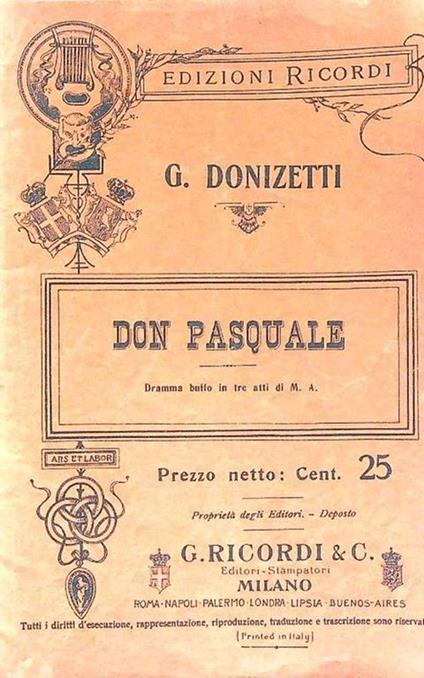 EDIZIONI RICORDI
G. DONIZETTI
DON PASQUALE
Dramma buffo in tre atti di M. A.
ARS ET LABOR
Prezzo netto: Cent. 25
Proprietà degli Editori. - Deposto
G. RICORDI & C.
Editori-Stampatori
MILANO
ROMA-NAPOLI-PALERMO-LONDRA-LIPSIA-BUENOS-AIRES
Tutti i diritti d'esecuzione, rappresentazione, riproduzione, traduzione e trascrizione sono riservat
(Printed in Italy)